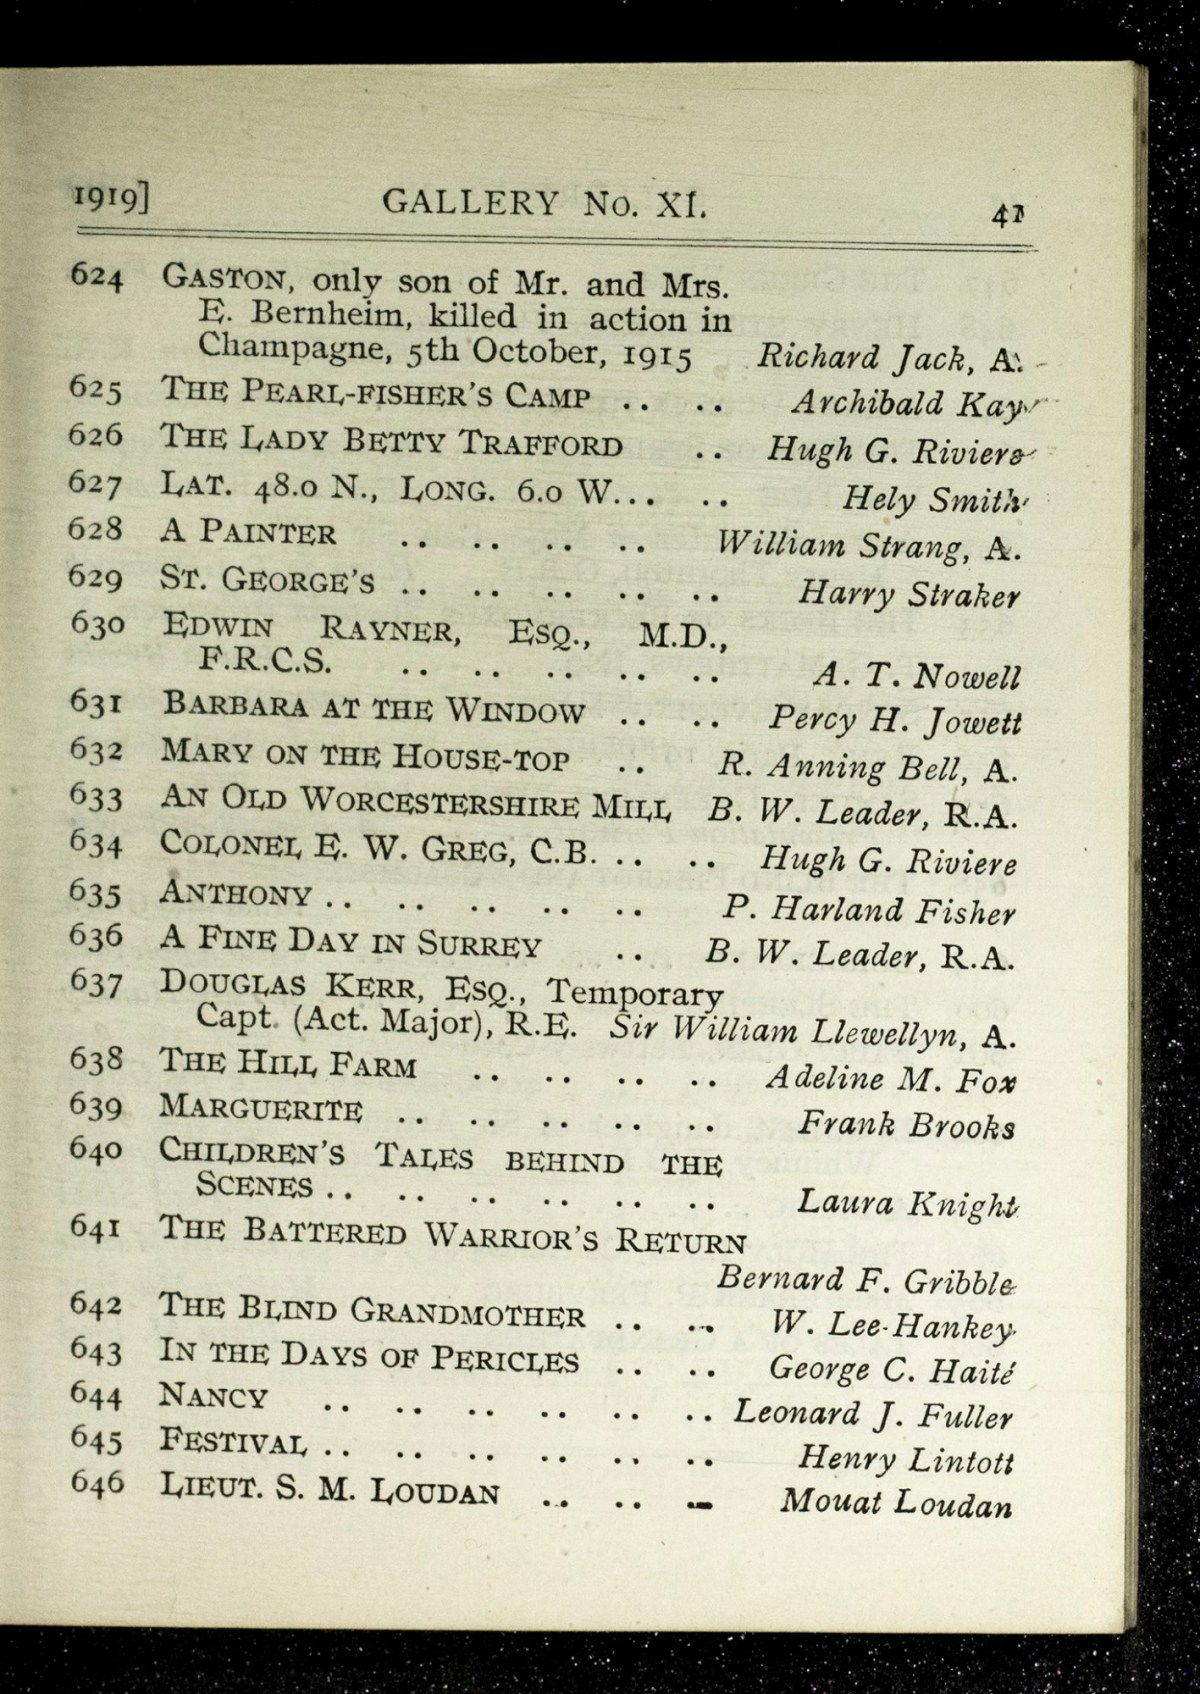 1919] GALLERY No. XI. 41
624 GASTON, only son of Mr. and Mrs.
E. Bernheim, killed in action in
Champagne, 5th October, 1915 Richard Jack, A.
625 THE PEARL-FISHER'S CAMP .. .. Archibald Kay
626 THE LADY BETTY TRAFFORD .. Hugh G. Riviere
627 LAT. 48.0 N., LONG. 6.0 W... .. Hely Smith
628 A PAINTER .. .. .. .. William Strang, A.
629 ST. GEORGE'S .. .. .. .. .. Harry Straker
630 EDWIN RAYNER, ESQ., M.D.,
F.R.C.S. .. .. .. .. .. A. T. Nowell
631 BARBARA AT THE WINDOW .. .. Percy H. Jowett
632 MARY ON THE HOUSE-TOP .. R. Anning Bell, A.
633 AN OLD WORCESTERSHIRE MILL B. W. Leader, R.A.
634 COLONEL E. W. GREG, C.B. .. .. Hugh G. Riviere
635 ANTHONY .. .. .. .. .. P. Harland Fisher
636 A FINE DAY IN SURREY .. B. W. Leader, R.A.
637 DOUGLAS KERR, ESQ., Temporary
Capt. (Act. Major), R.E. Sir William Llewellyn, A.
638 THE HILL FARM .. .. .. .. Adeline M. Fox
639 MARGUERITE .. .. .. .. .. Frank Brooks
640 CHILDREN'S TALES BEHIND THE
SCENES .. .. .. .. .. .. Laura Knight
641 THE BATTERED WARRIOR'S RETURN
Bernard F. Gribble
642 THE BLIND GRANDMOTHER .. .. W. Lee-Hankey
643 IN THE DAYS OF PERICLES .. .. George C. Haité
644 NANCY .. .. .. .. .. .. Leonard J. Fuller
645 FESTIVAL .. .. .. .. .. .. Henry Lintott
646 LIEUT. S. M. LOUDAN .. .. .. Mouat Loudan